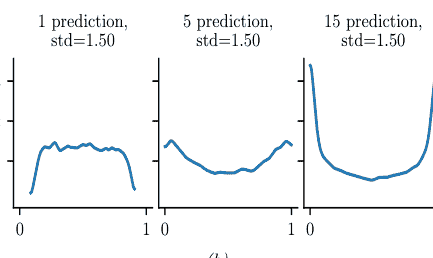 1 prediction,
std=1.50
5 prediction,
std=1.50
15 prediction,
std=1.50
0 1 0 1 0